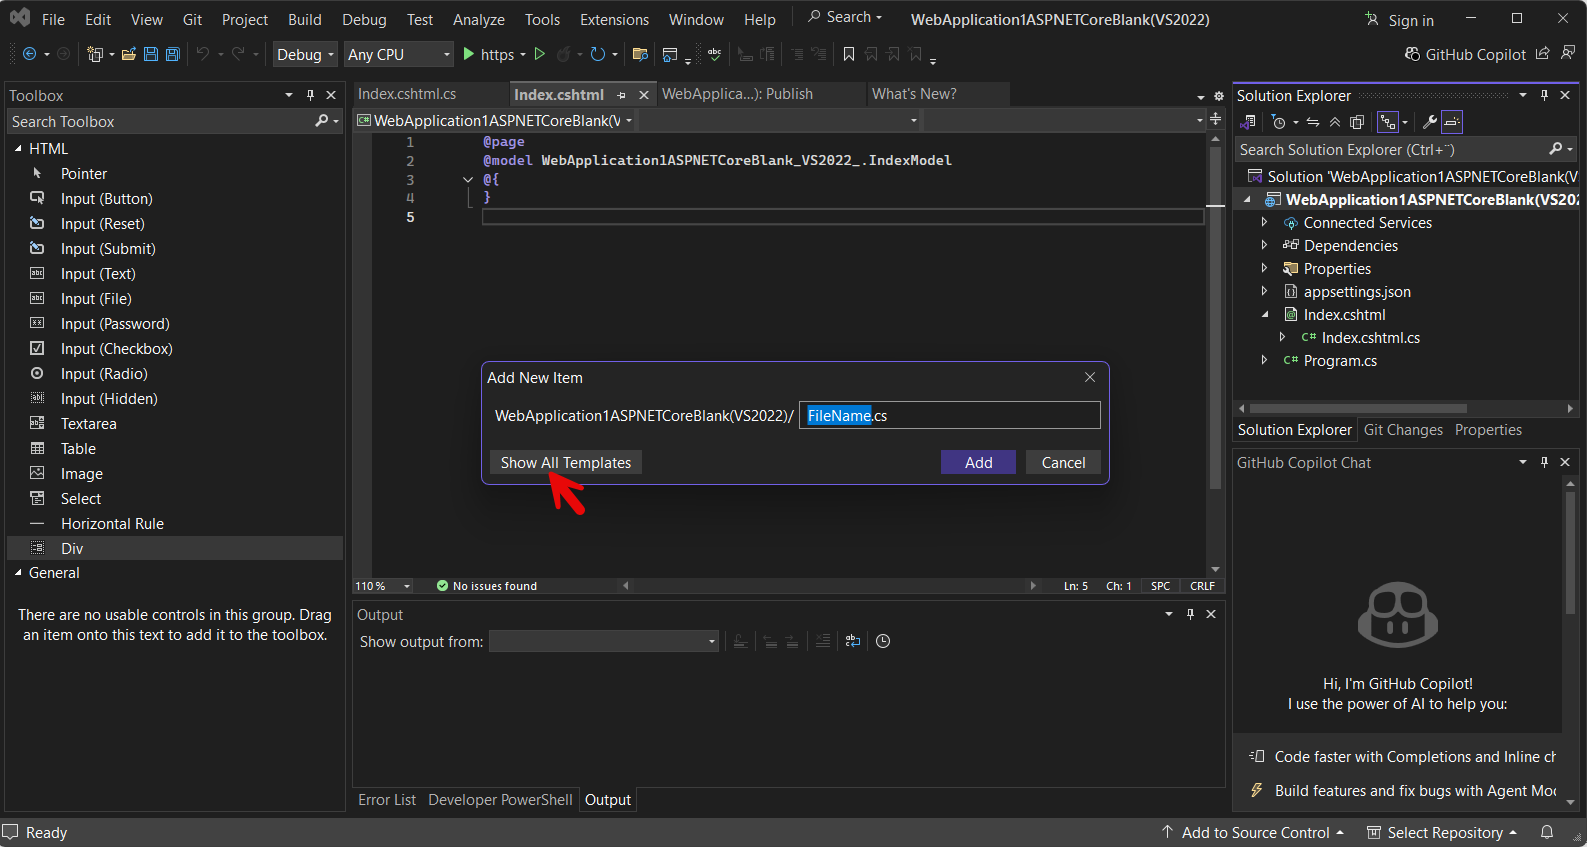 File Edit View Git Project Build Debug Test Analyze Tools Extensions Window Help Search WebApplication1ASPNETCoreBlank(VS2022) Sign in
Debug Any CPU https GitHub Copilot
Toolbox
Search Toolbox
HTML
Pointer
Input (Button)
Input (Reset)
Input (Submit)
Input (Text)
Input (File)
Input (Password)
Input (Checkbox)
Input (Radio)
Input (Hidden)
Textarea
Table
Image
Select
Horizontal Rule
Div
General
There are no usable controls in this group. Drag
an item onto this text to add it to the toolbox.
Index.cshtml.cs Index.cshtml WebApplica...): Publish What's New?
C# WebApplication1ASPNETCoreBlank(V
1 @page
2 @model WebApplication1ASPNETCoreBlank_VS2022_.IndexModel
3 @{
4 }
5
Add New Item
WebApplication1ASPNETCoreBlank(VS2022)/ FileName.cs
Show All Templates Add Cancel
110 % No issues found Ln: 5 Ch: 1 SPC CRLF
Output
Show output from:
Error List Developer PowerShell Output
Solution Explorer
Search Solution Explorer (Ctrl+¨)
Solution 'WebApplication1ASPNETCoreBlank(V
WebApplication1ASPNETCoreBlank(VS202
Connected Services
Dependencies
Properties
appsettings.json
Index.cshtml
C# Index.cshtml.cs
C# Program.cs
Solution Explorer Git Changes Properties
GitHub Copilot Chat
Hi, I'm GitHub Copilot!
I use the power of AI to help you:
Code faster with Completions and Inline ch
Build features and fix bugs with Agent Mod
Ready Add to Source Control Select Repository